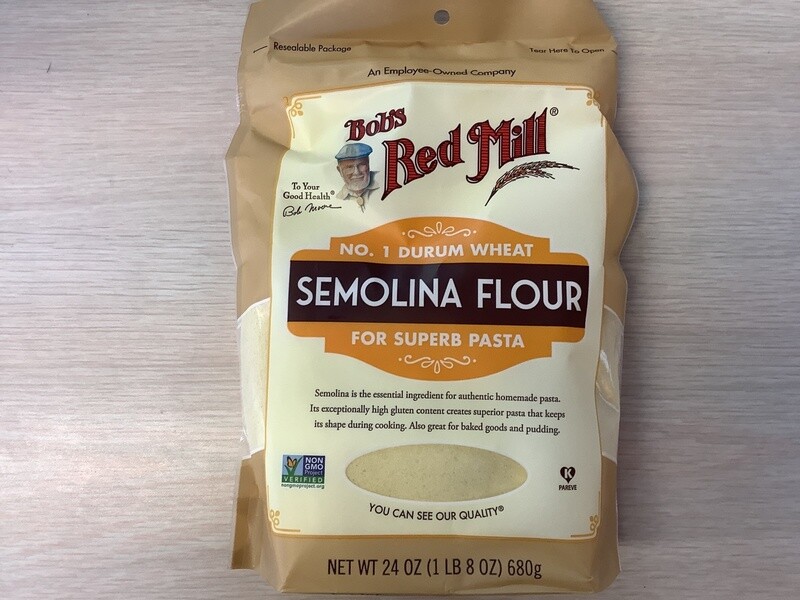 Resealable Package
Tear Here To Open
An Employee-Owned Company
Bob's
Red Mill®
To Your
Good Health®
Bob Moore
NO. 1 DURUM WHEAT
SEMOLINA FLOUR
FOR SUPERB PASTA
Semolina is the essential ingredient for authentic homemade pasta.
Its exceptionally high gluten content creates superior pasta that keeps
its shape during cooking. Also great for baked goods and pudding.
NON
GMO
Project
VERIFIED
nongmoproject.org
K
PAREVE
YOU CAN SEE OUR QUALITY®
NET WT 24 OZ (1 LB 8 OZ) 680g